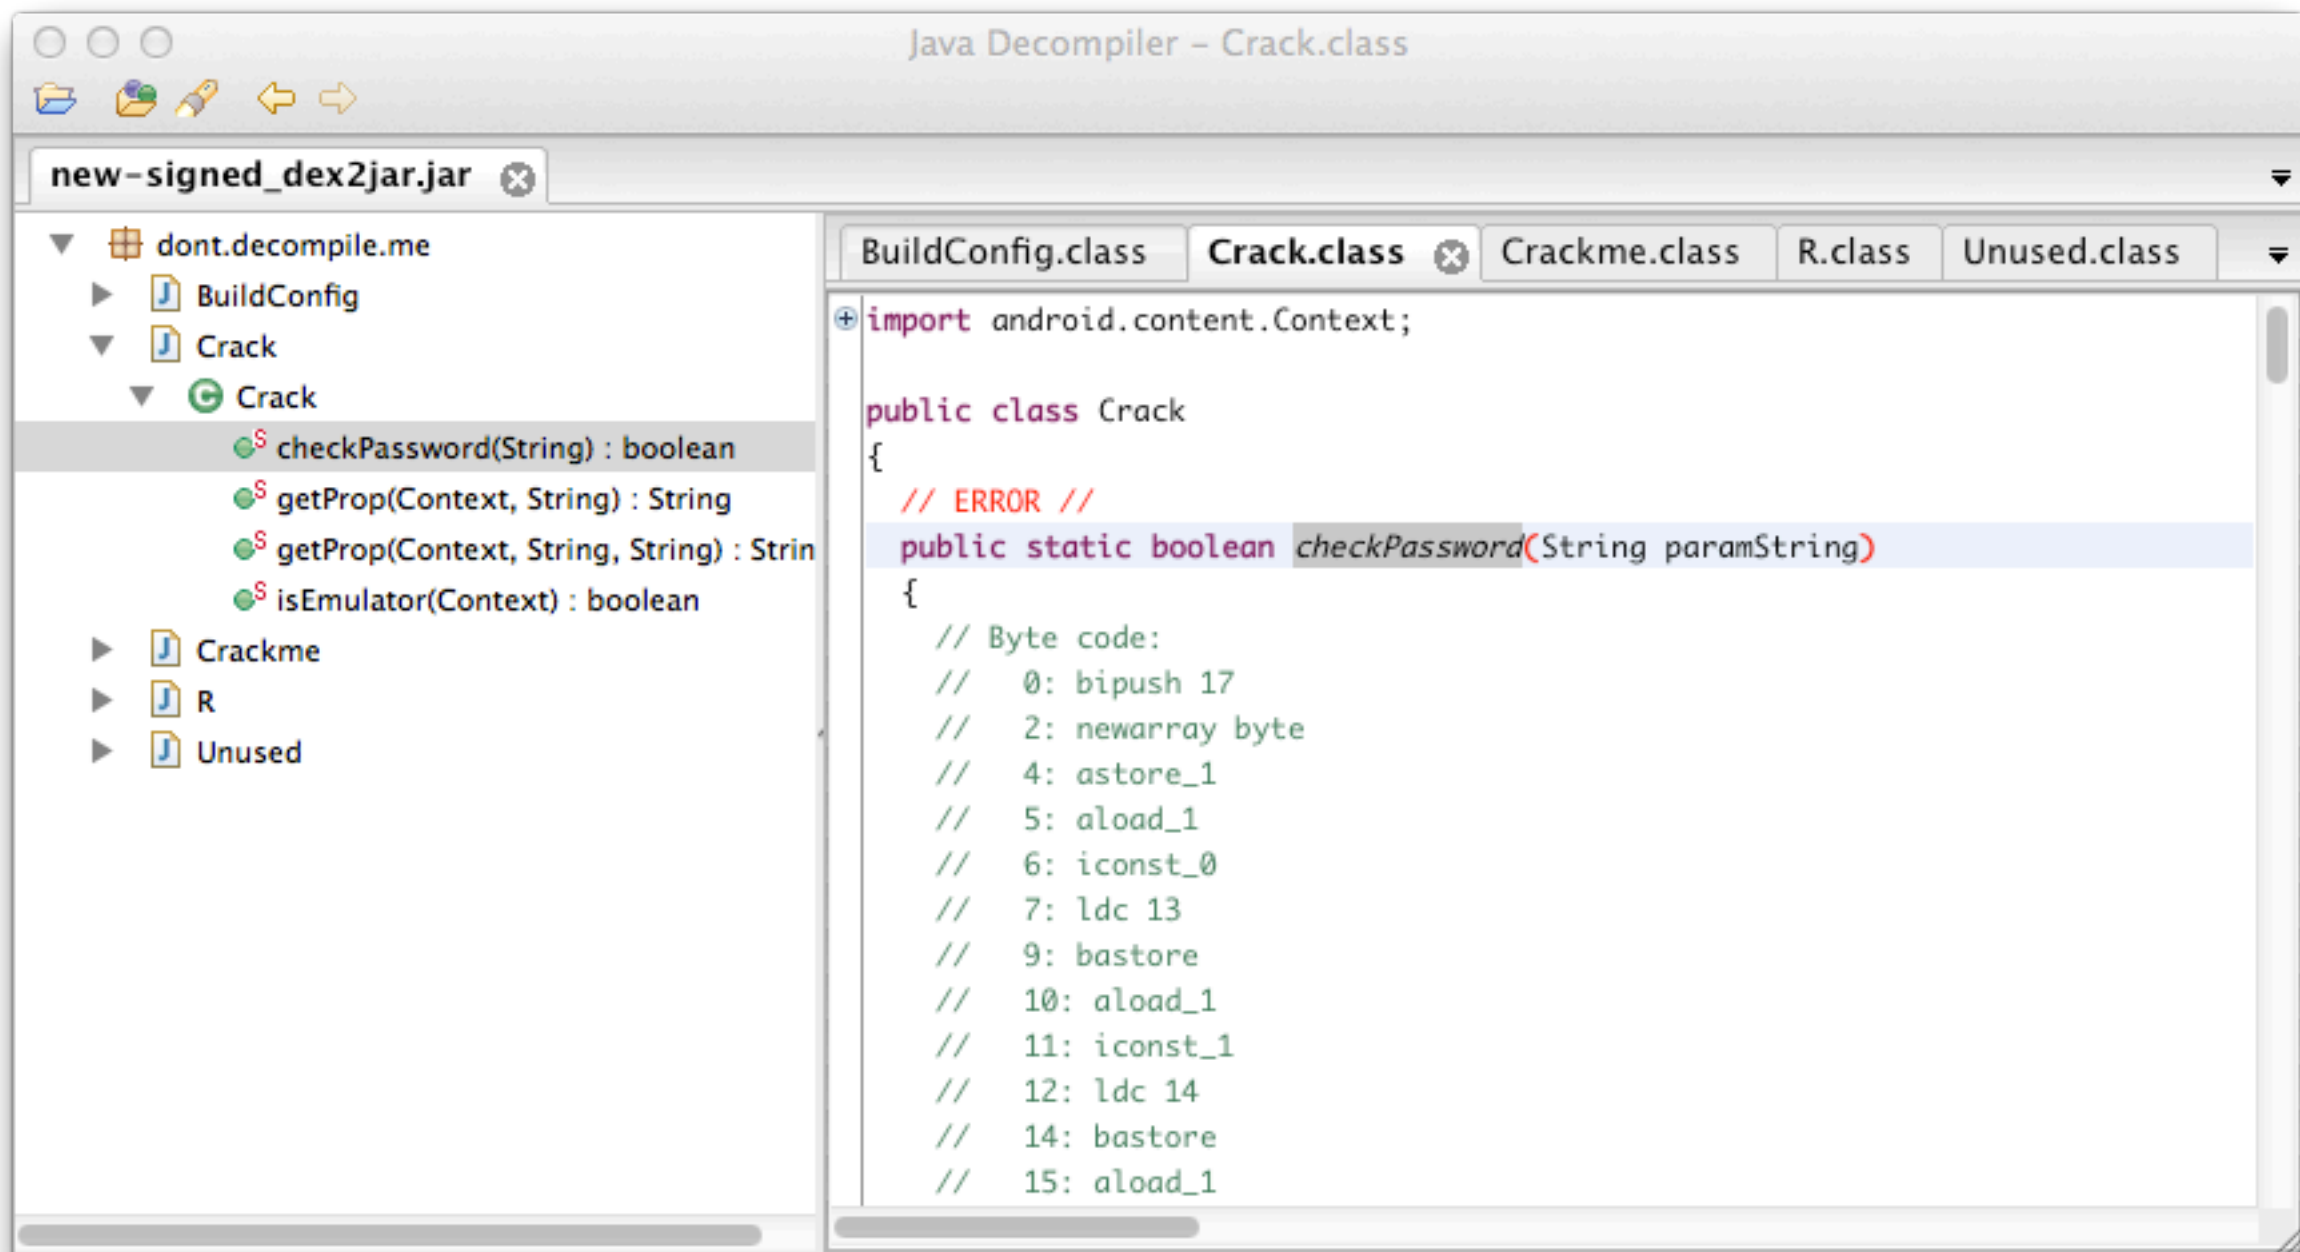 Java Decompiler – Crack.class
new-signed_dex2jar.jar
dont.decompile.me
BuildConfig
Crack
Crack
checkPassword(String) : boolean
getProp(Context, String) : String
getProp(Context, String, String) : Strin
isEmulator(Context) : boolean
Crackme
R
Unused
BuildConfig.class Crack.class Crackme.class R.class Unused.class
import android.content.Context;
public class Crack
{
// ERROR //
public static boolean checkPassword(String paramString)
{
// Byte code:
// 0: bipush 17
// 2: newarray byte
// 4: astore_1
// 5: aload_1
// 6: iconst_0
// 7: ldc 13
// 9: bastore
// 10: aload_1
// 11: iconst_1
// 12: ldc 14
// 14: bastore
// 15: aload_1